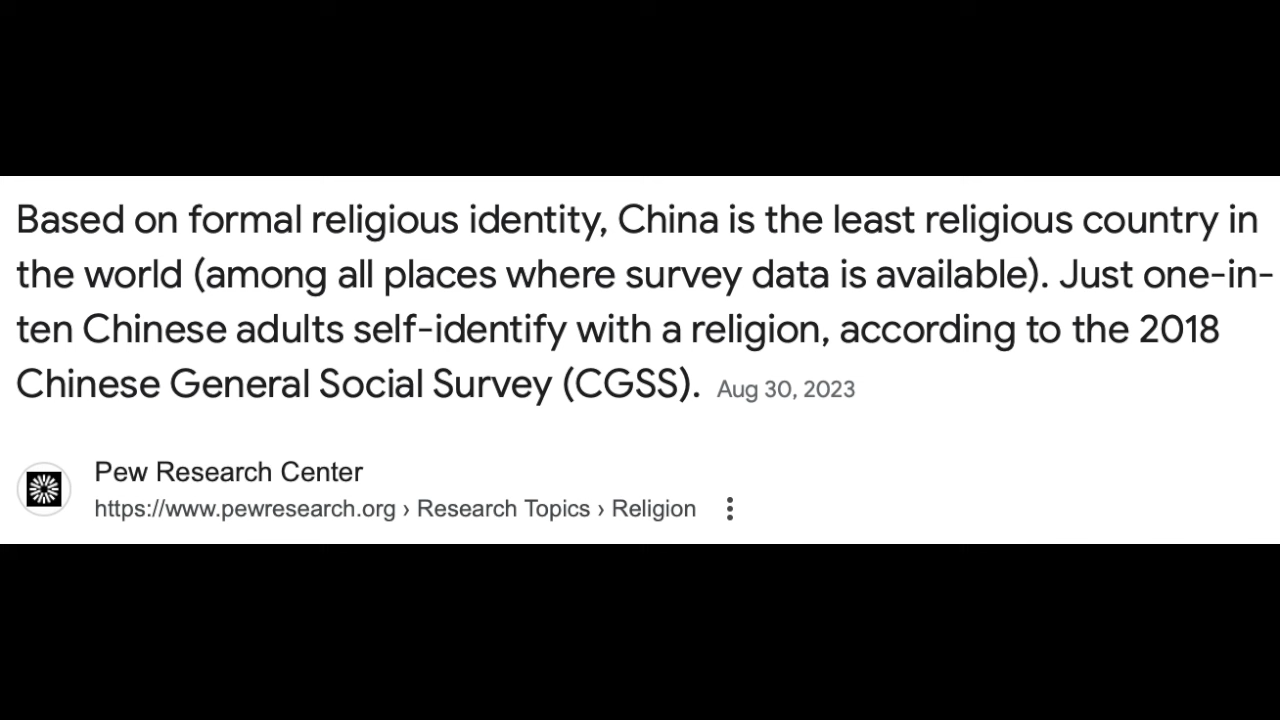 Based on formal religious identity, China is the least religious country in
the world (among all places where survey data is available). Just one-in-
ten Chinese adults self-identify with a religion, according to the 2018
Chinese General Social Survey (CGSS). Aug 30, 2023
Pew Research Center
https://www.pewresearch.org › Research Topics › Religion